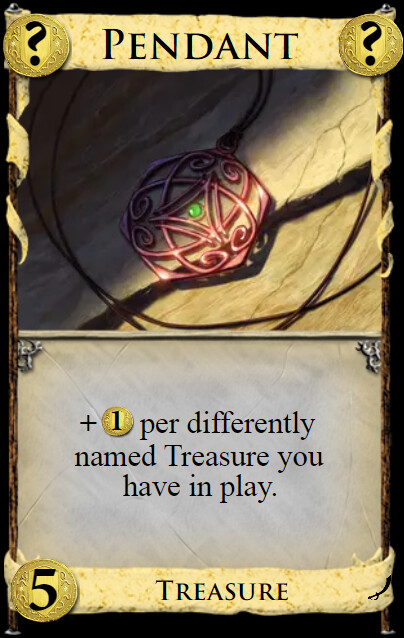 ? PENDANT ?
+1 per differently
named Treasure you
have in play.
5 TREASURE